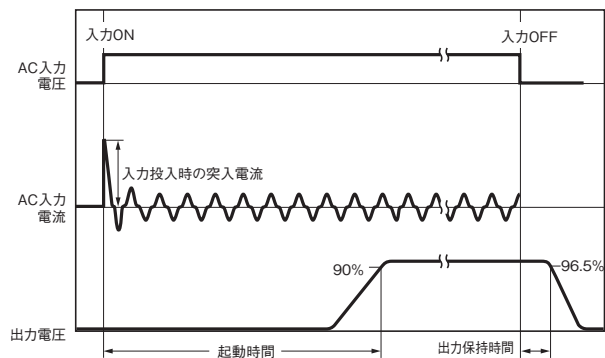 入力ON
入力OFF
AC入力
電圧
入力投入時の突入電流
AC入力
電流
90%
96.5%
出力電圧
起動時間
出力保持時間